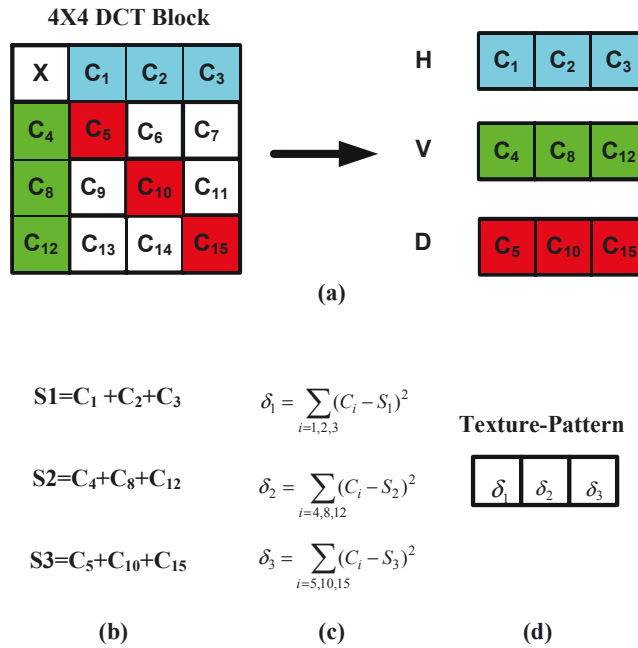 4X4 DCT Block
X C₁ C₂ C₃
C₄ C₅ C₆ C₇
C₈ C₉ C₁₀ C₁₁
C₁₂ C₁₃ C₁₄ C₁₅
H C₁ C₂ C₃
V C₄ C₈ C₁₂
D C₅ C₁₀ C₁₅
(a)
S1=C₁ +C₂+C₃
S2=C₄+C₈+C₁₂
S3=C₅+C₁₀+C₁₅
(b)
δ₁ = ∑(Cᵢ – S₁)²
i=1,2,3
δ₂ = ∑(Cᵢ – S₂)²
i=4,8,12
δ₃ = ∑(Cᵢ – S₃)²
i=5,10,15
(c)
Texture-Pattern
δ₁ δ₂ δ₃
(d)